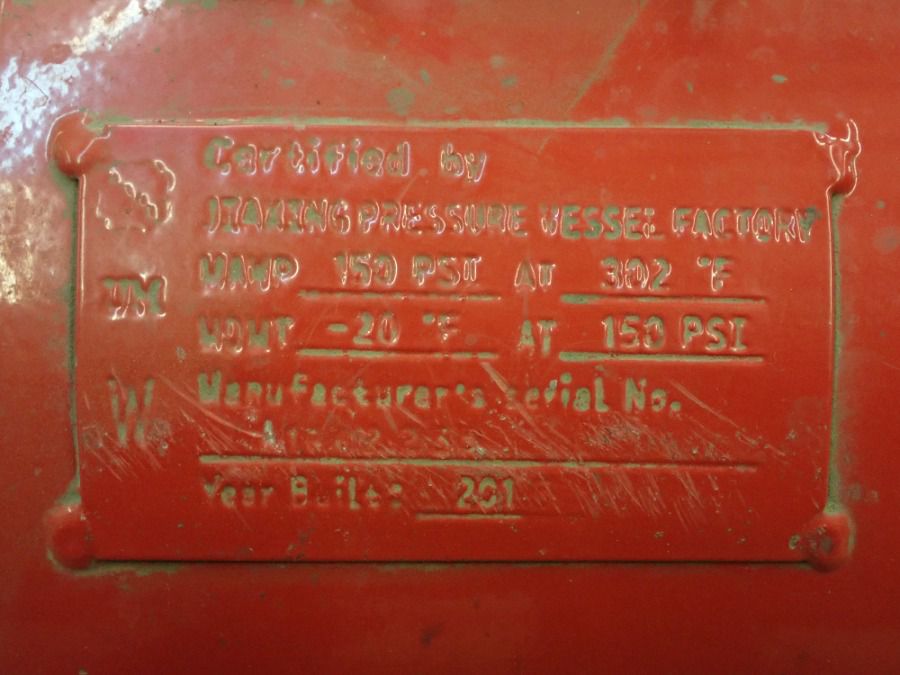 Certified by
JIAXING PRESSURE VESSEL FACTORY
UM MAWP 150 PSI AT 302 °F
MDMT -20 °F AT 150 PSI
W Manufacturer's serial No.
Year Built: 201